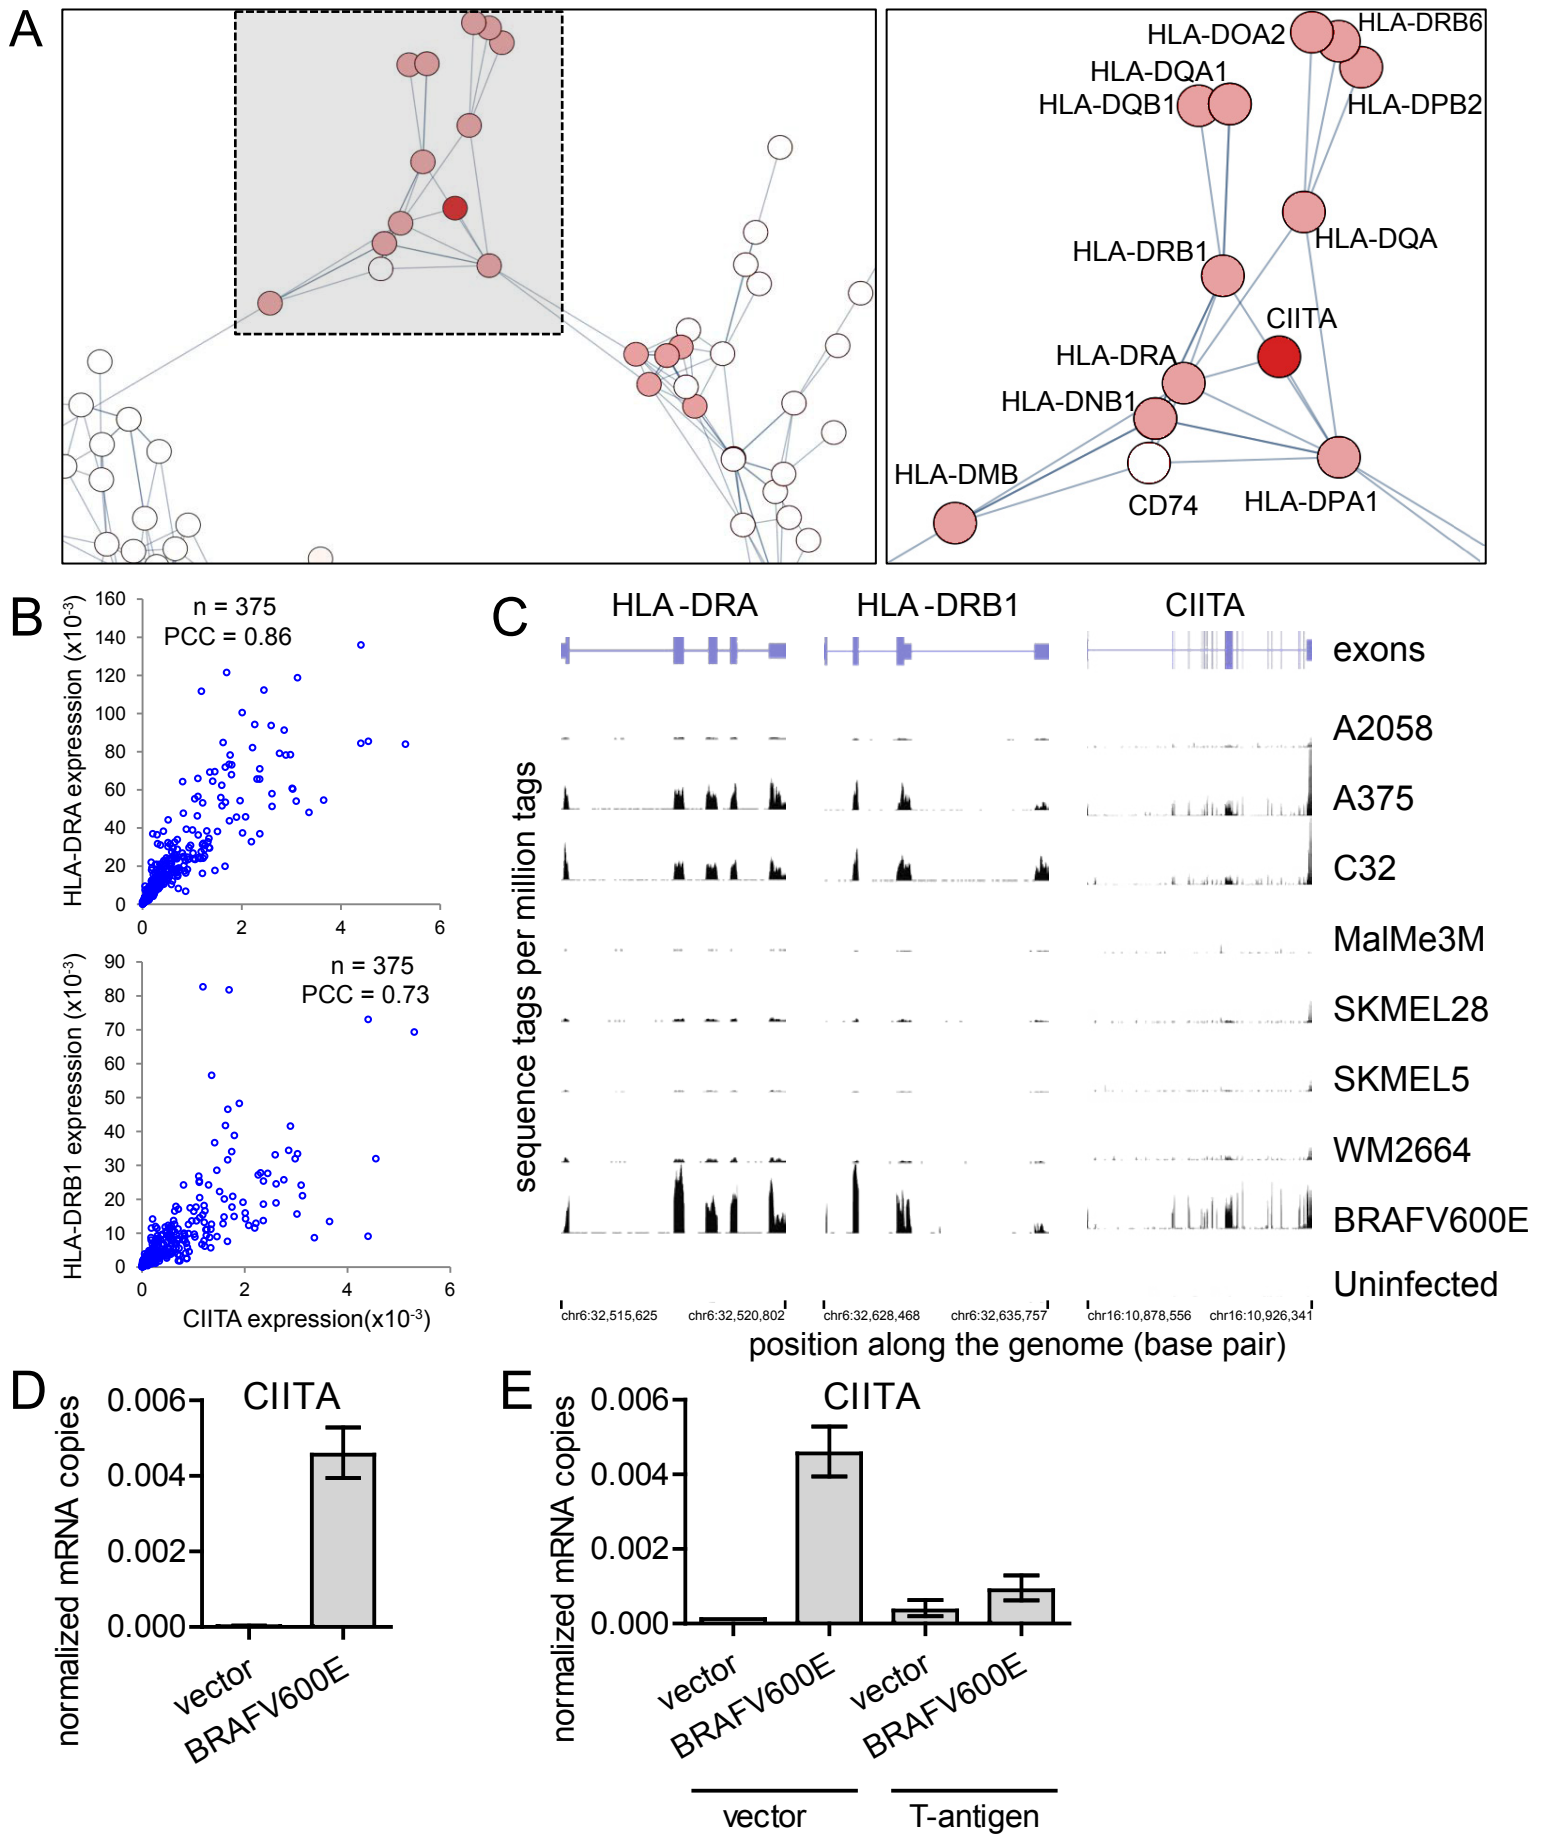 A
HLA-DOA2
HLA-DRB6
HLA-DQA1
HLA-DQB1
HLA-DPB2
HLA-DQA
HLA-DRB1
CIITA
HLA-DRA
HLA-DNB1
HLA-DMB
CD74
HLA-DPA1
B
HLA-DRA expresssion (x10-3)
160
140
120
100
80
60
40
20
0
n = 375
PCC = 0.86
0
2
4
6
HLA-DRB1 expresssion (x10-3)
90
80
70
60
50
40
30
20
10
0
n = 375
PCC = 0.73
0
2
4
6
CIITA expression(x10-3)
C
HLA -DRA
HLA -DRB1
CIITA
exons
sequence tags per million tags
A2058
A375
C32
MalMe3M
SKMEL28
SKMEL5
WM2664
BRAFV600E
Uninfected
chr6:32,515,625
chr6:32,520,802
chr6:32,628,468
chr6:32,635,757
chr16:10,878,556
chr16:10,926,341
position along the genome (base pair)
D
CIITA
normalized mRNA copies
0.006
0.004
0.002
0.000
vector
BRAFV600E
E
CIITA
normalized mRNA copies
0.006
0.004
0.002
0.000
vector
BRAFV600E
vector
BRAFV600E
vector
T-antigen